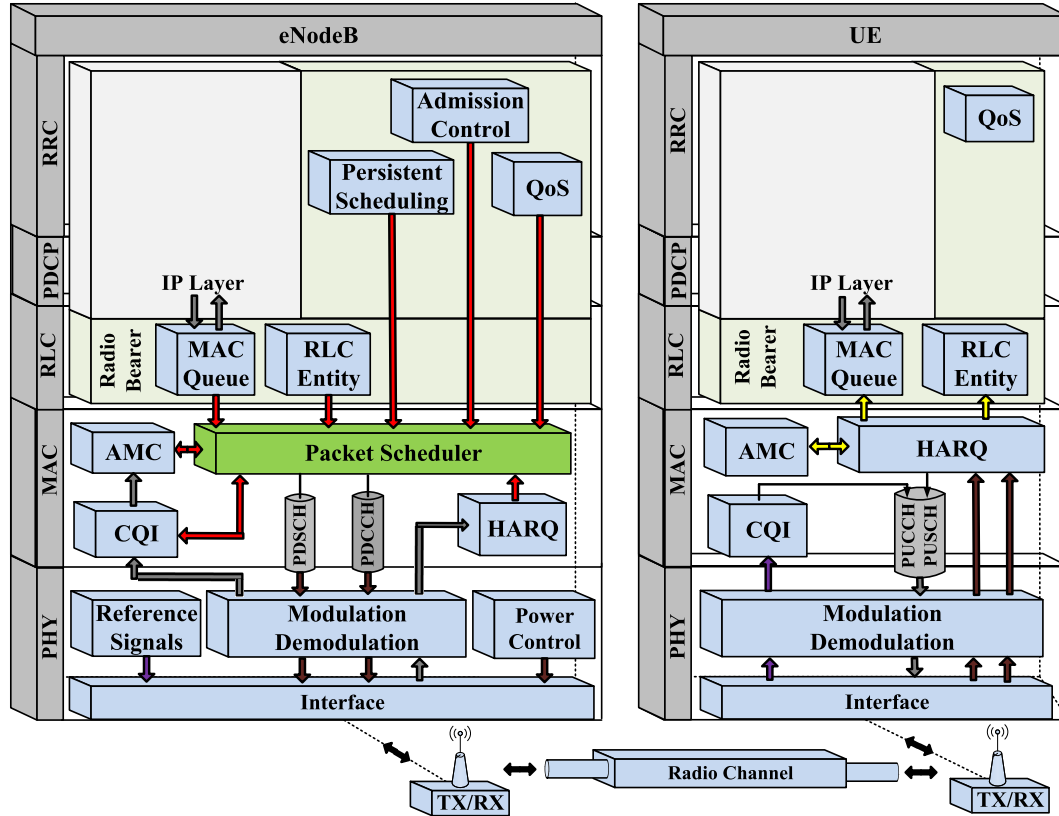 eNodeB
RRC
PDCP
RLC
MAC
PHY
Admission
Control
Persistent
Scheduling
QoS
IP Layer
Radio
Bearer
MAC
Queue
RLC
Entity
AMC
Packet Scheduler
CQI
PDSCH
PDCCH
HARQ
Reference
Signals
Modulation
Demodulation
Power
Control
Interface
TX/RX
Radio Channel
UE
RRC
PDCP
RLC
MAC
PHY
QoS
IP Layer
Radio
Bearer
MAC
Queue
RLC
Entity
AMC
HARQ
CQI
PUCCH
PUSCH
Modulation
Demodulation
Interface
TX/RX